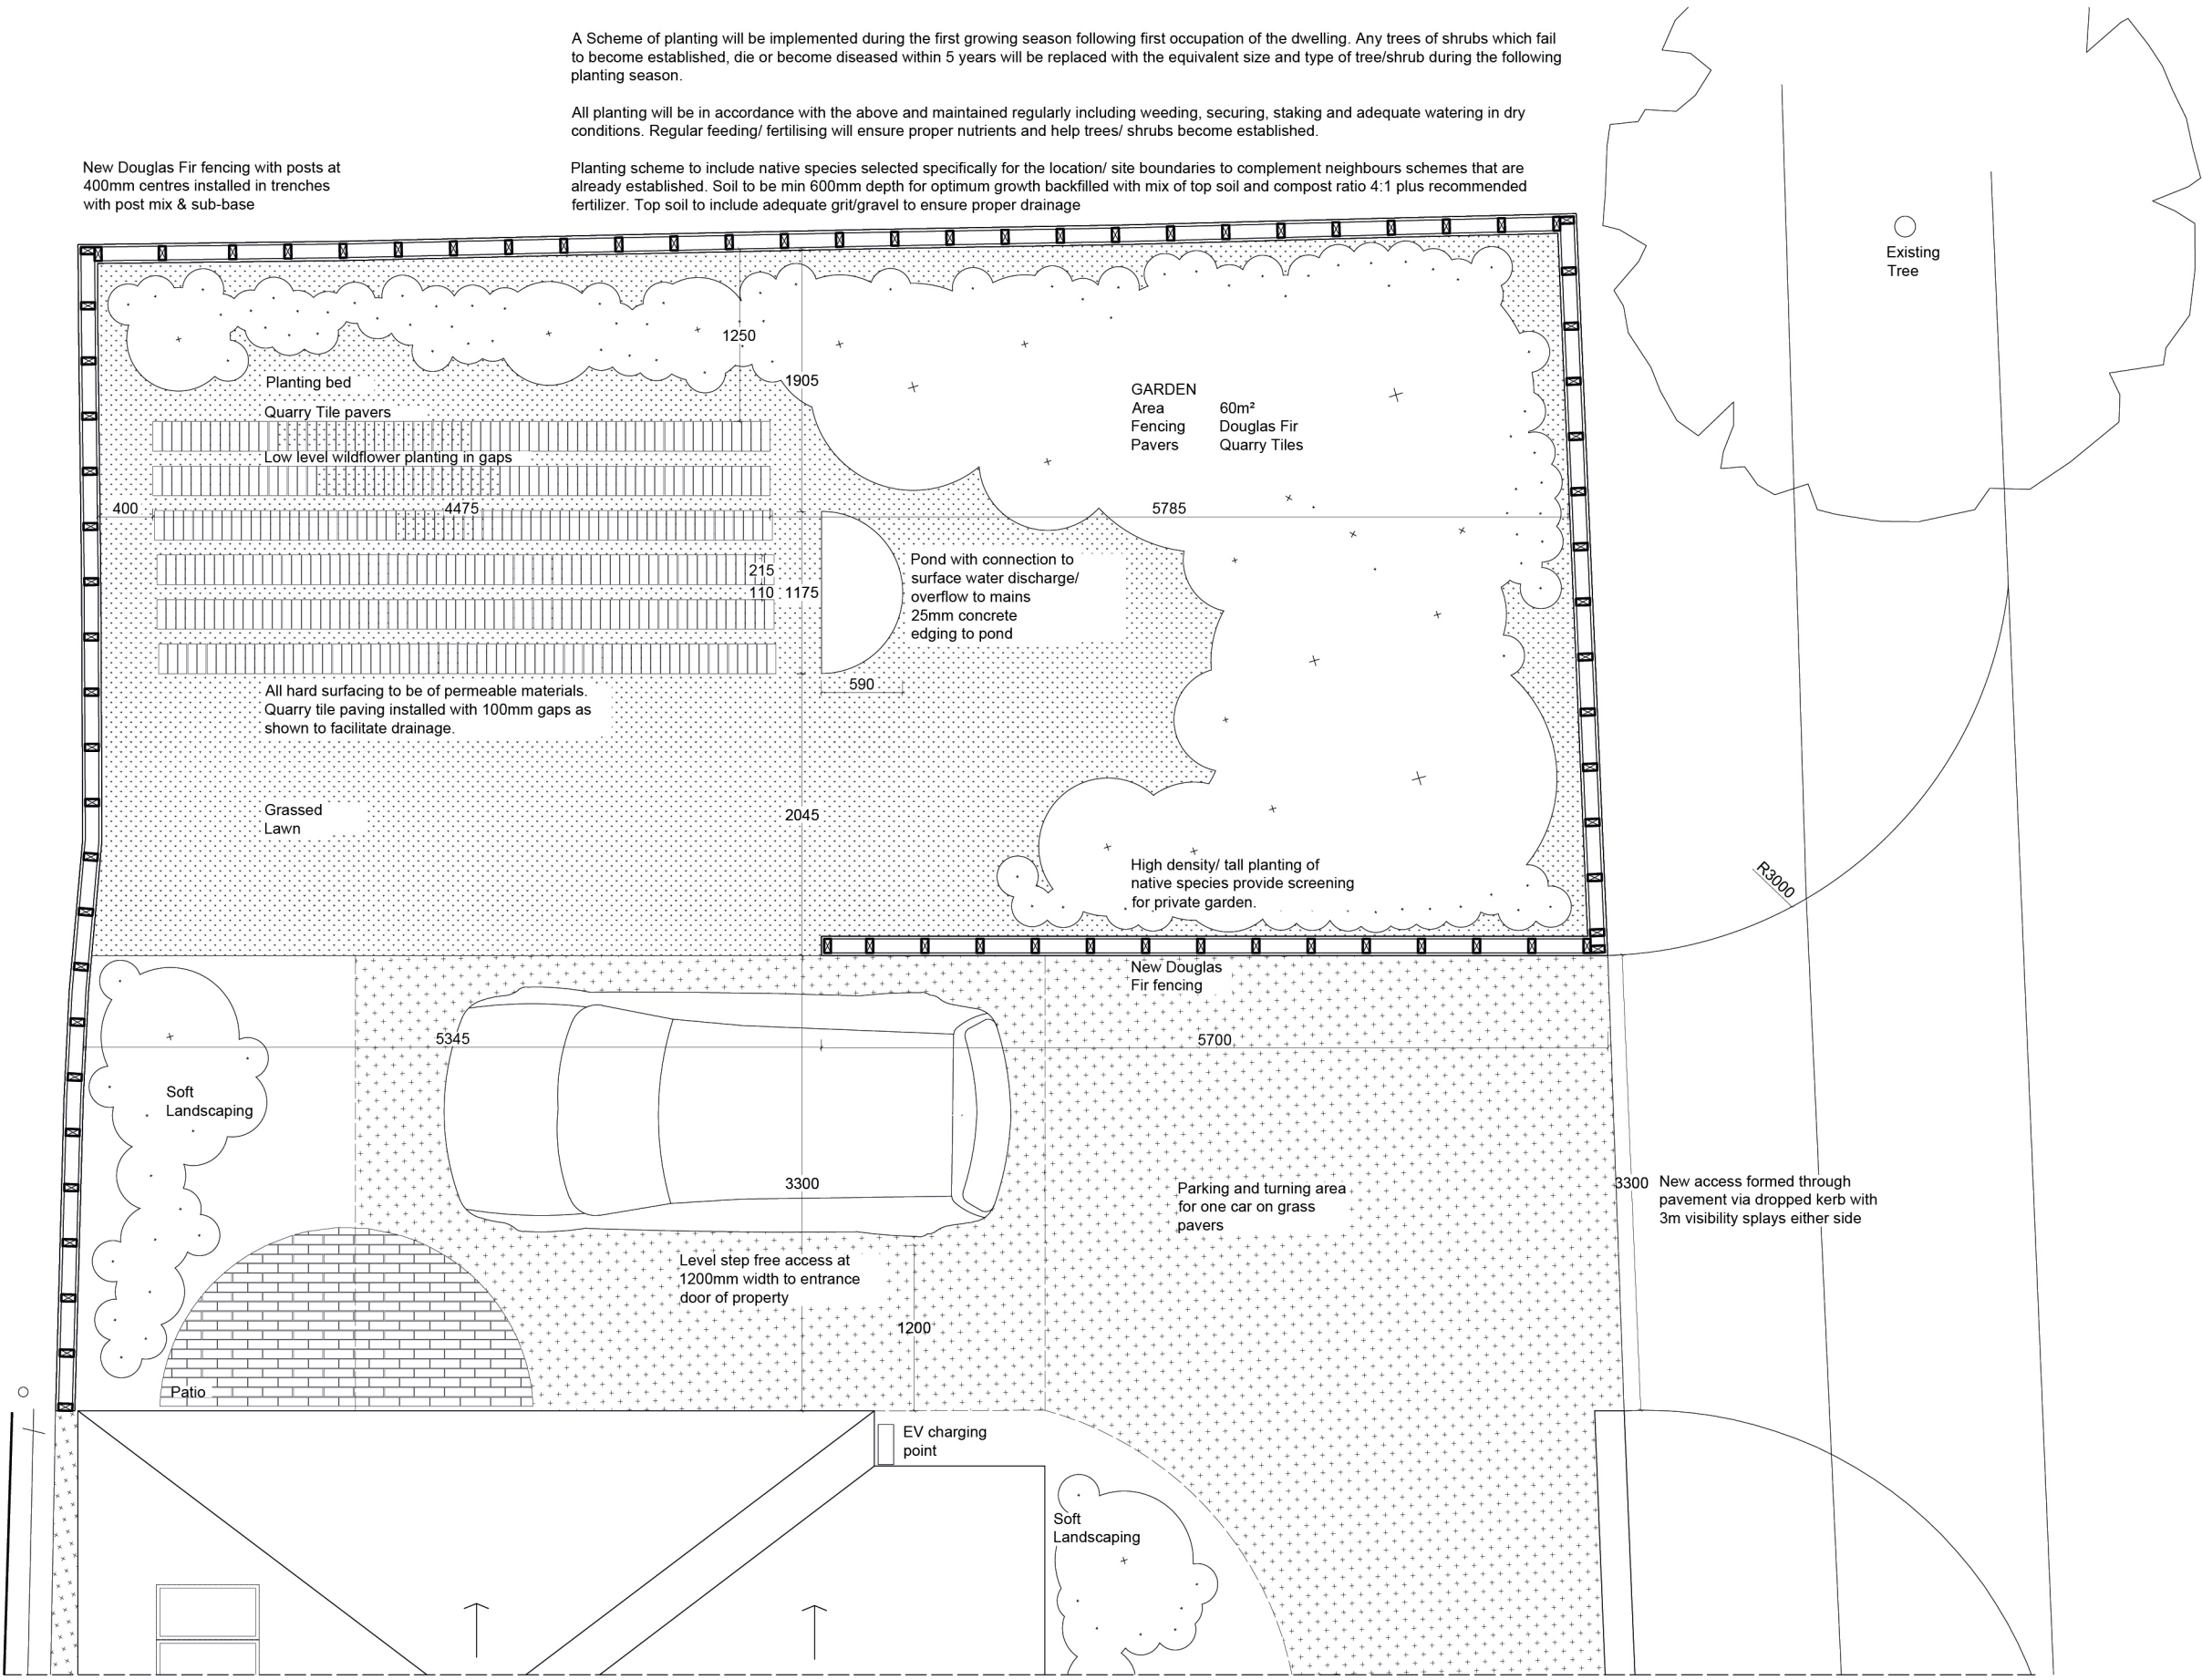 A Scheme of planting will be implemented during the first growing season following first occupation of the dwelling. Any trees of shrubs which fail
to become established, die or become diseased within 5 years will be replaced with the equivalent size and type of tree/shrub during the following
planting season.
All planting will be in accordance with the above and maintained regularly including weeding, securing, staking and adequate watering in dry
conditions. Regular feeding/ fertilising will ensure proper nutrients and help trees/ shrubs become established.
Planting scheme to include native species selected specifically for the location/ site boundaries to complement neighbours schemes that are
already established. Soil to be min 600mm depth for optimum growth backfilled with mix of top soil and compost ratio 4:1 plus recommended
fertilizer. Top soil to include adequate grit/gravel to ensure proper drainage
New Douglas Fir fencing with posts at
400mm centres installed in trenches
with post mix & sub-base
Existing
Tree
1250
1905
Planting bed
Quarry Tile pavers
Low level wildflower planting in gaps
GARDEN
Area 60m²
Fencing Douglas Fir
Pavers Quarry Tiles
400
4475
5785
215
110
1175
Pond with connection to
surface water discharge/
overflow to mains
25mm concrete
edging to pond
590
All hard surfacing to be of permeable materials.
Quarry tile paving installed with 100mm gaps as
shown to facilitate drainage.
Grassed
Lawn
2045
High density/ tall planting of
native species provide screening
for private garden.
R3000
New Douglas
Fir fencing
5345
5700
Soft
Landscaping
3300
Parking and turning area
for one car on grass
pavers
3300
New access formed through
pavement via dropped kerb with
3m visibility splays either side
Level step free access at
1200mm width to entrance
door of property
1200
Patio
EV charging
point
Soft
Landscaping